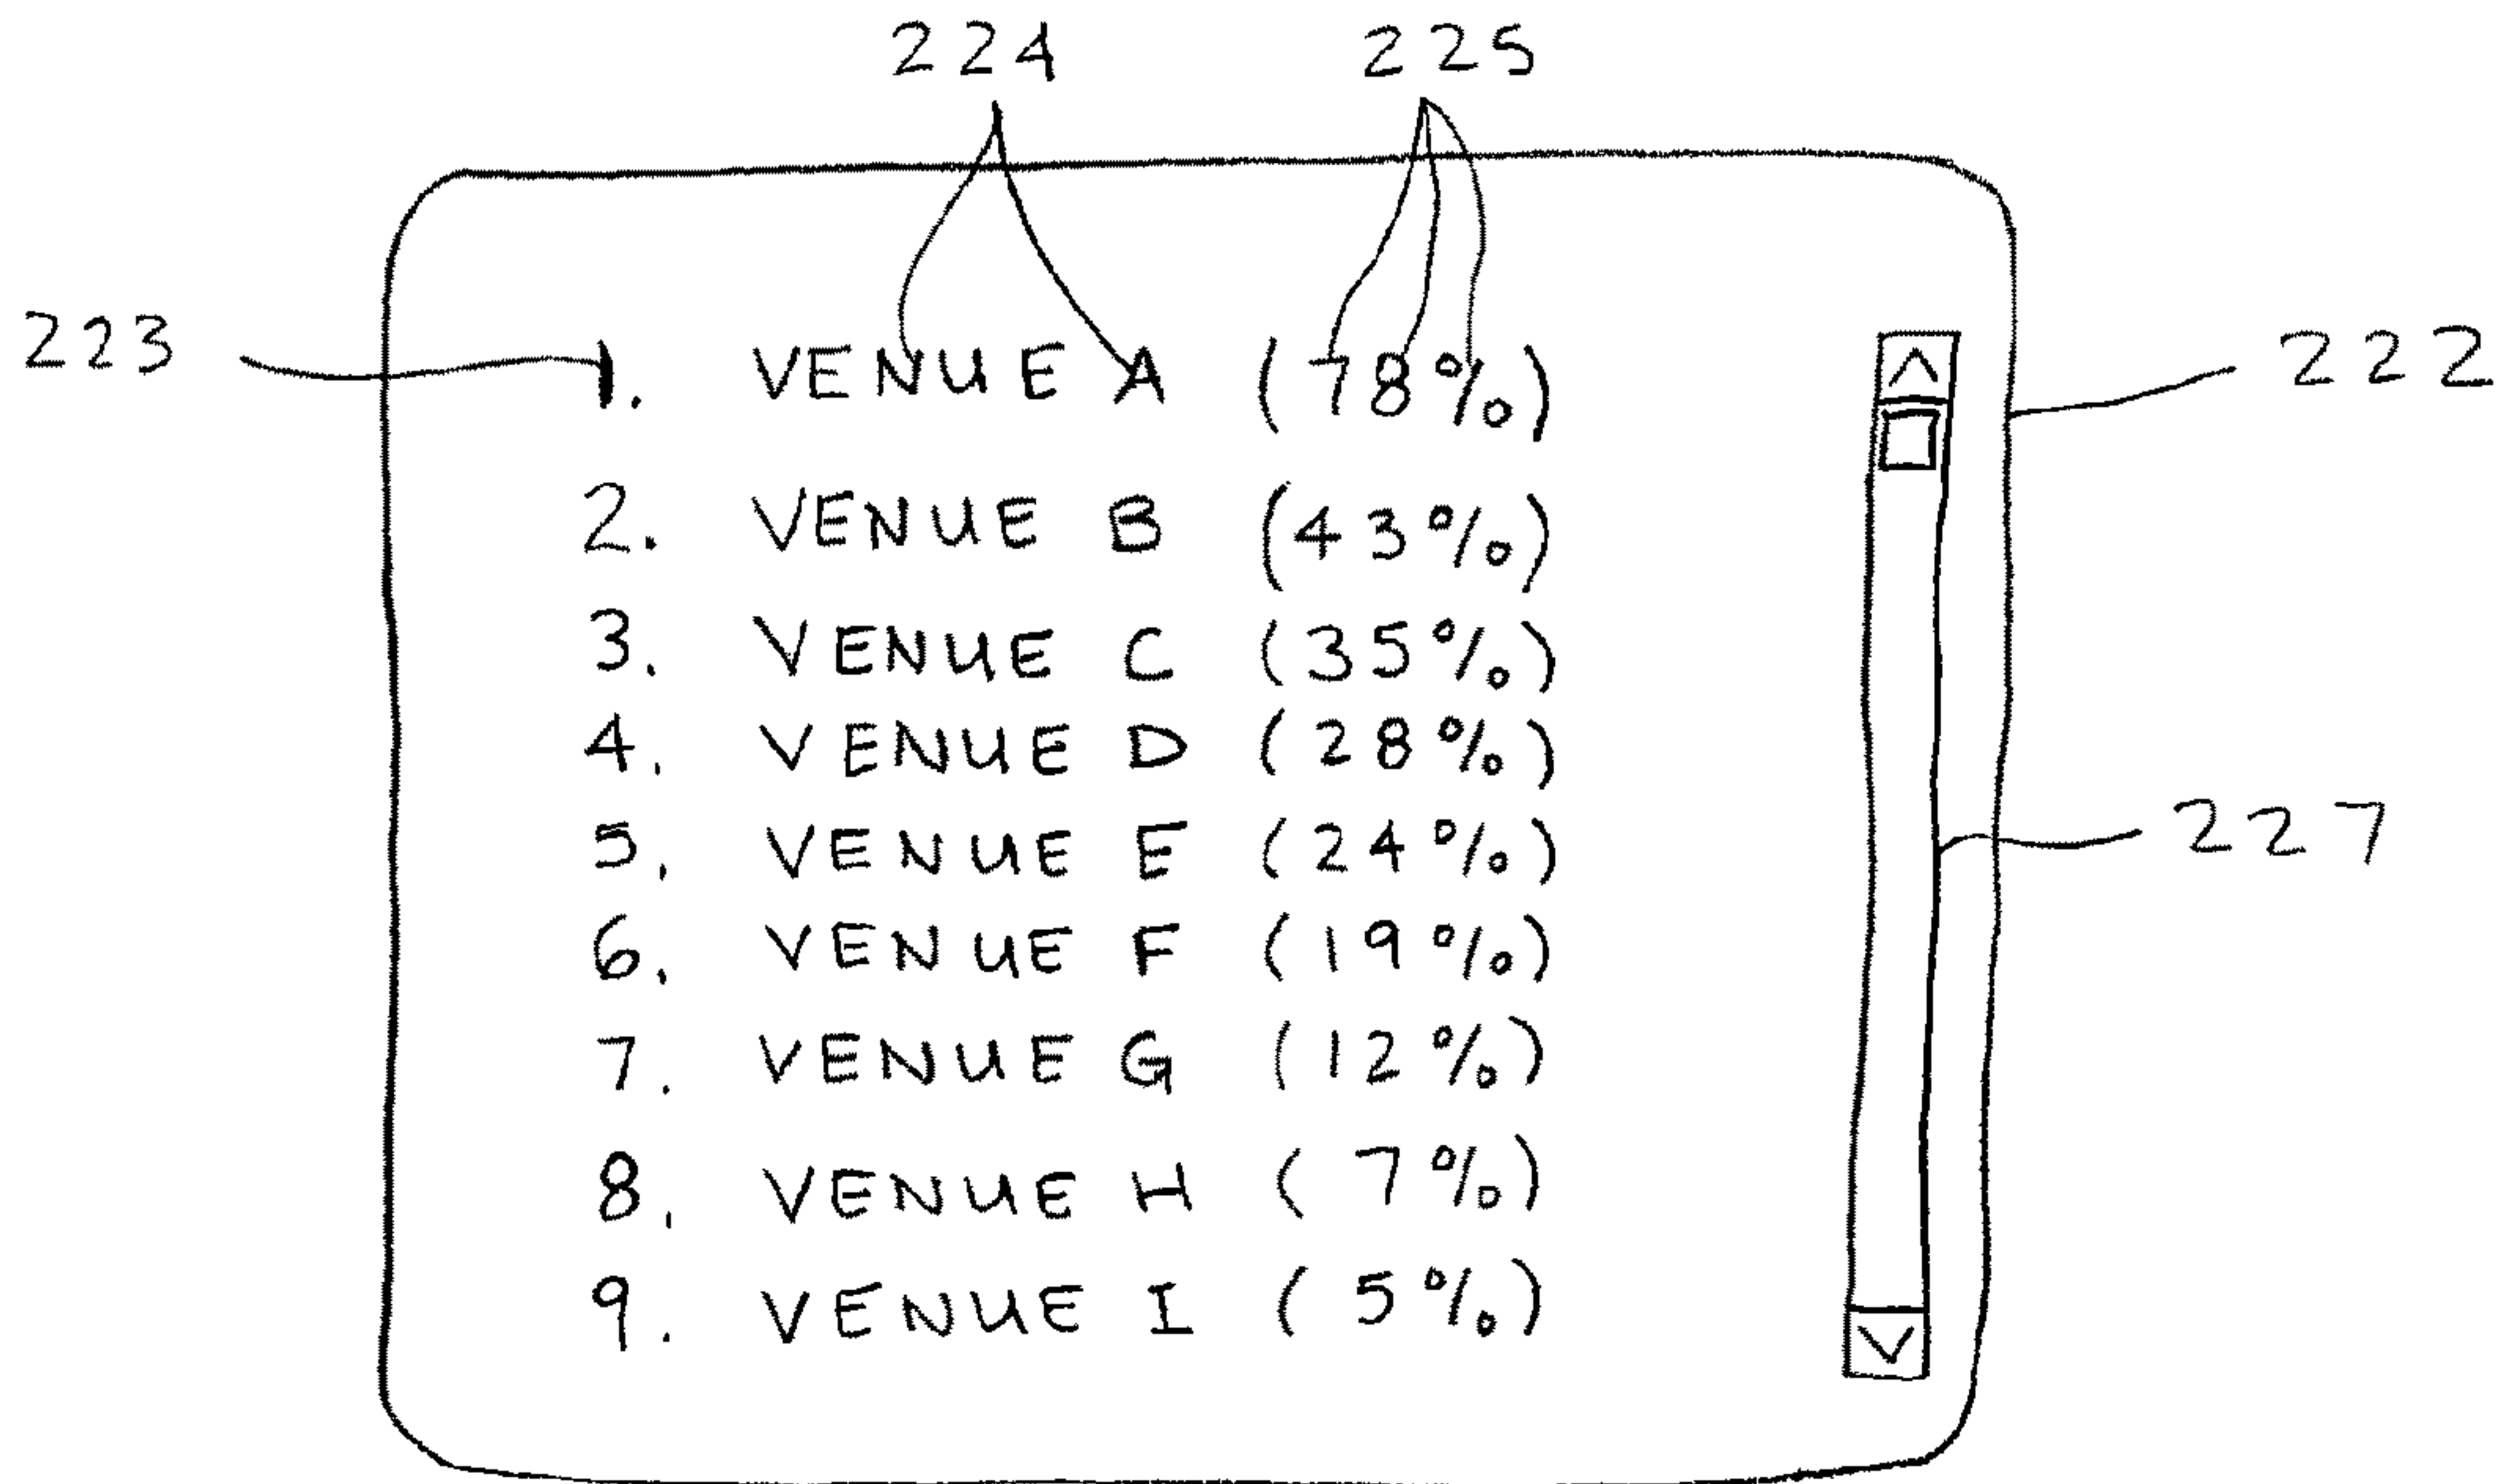 224 225
223 1. VENUE A (78%) 222
2. VENUE B (43%)
3. VENUE C (35%)
4. VENUE D (28%)
5. VENUE E (24%) 227
6. VENUE F (19%)
7. VENUE G (12%)
8. VENUE H (7%)
9. VENUE I (5%)